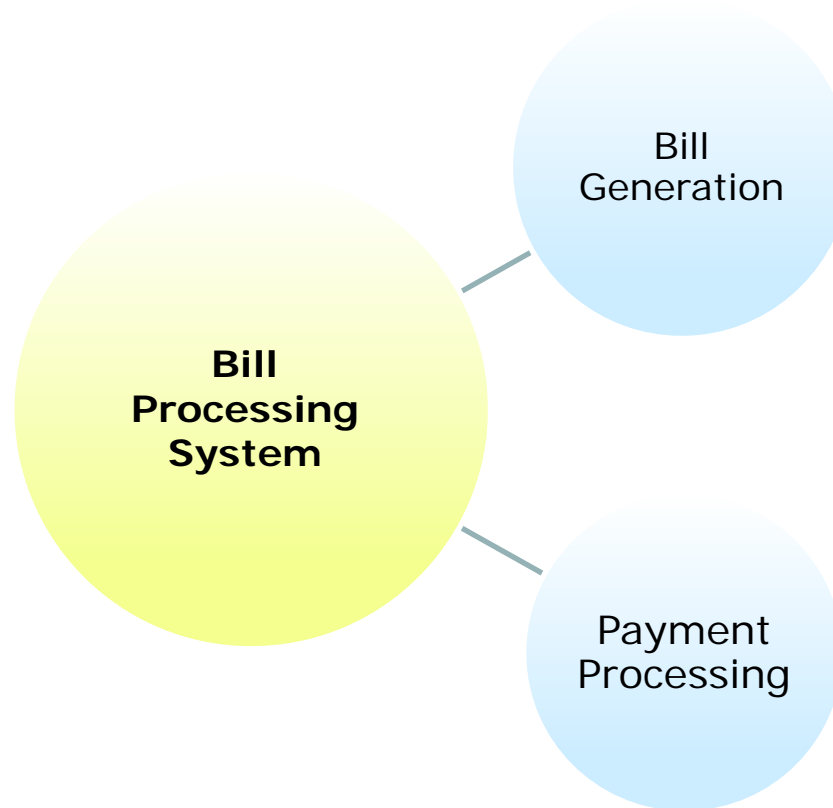 Bill
Generation
Bill
Processing
System
Payment
Processing